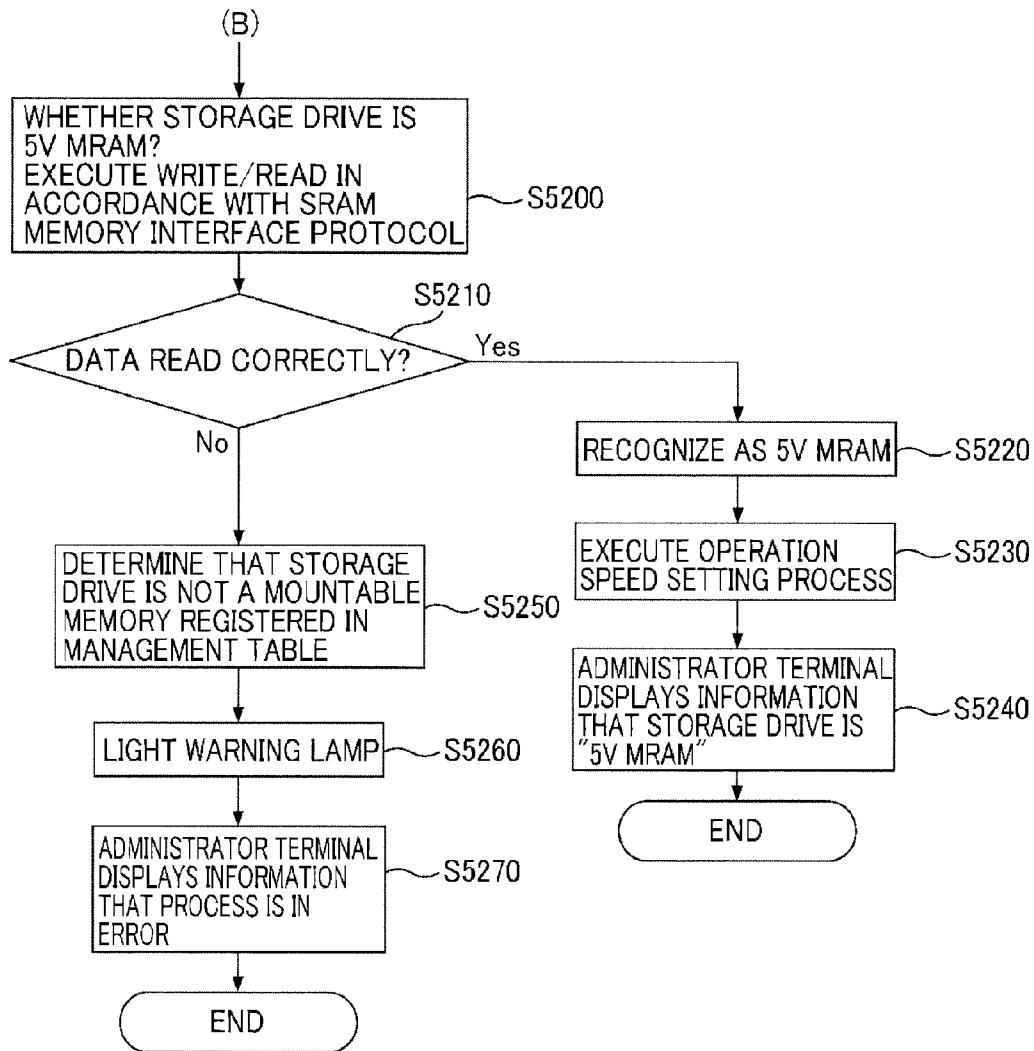 (B)
WHETHER STORAGE DRIVE IS
5V MRAM?
EXECUTE WRITE/READ IN
ACCORDANCE WITH SRAM
MEMORY INTERFACE PROTOCOL
S5200
S5210
DATA READ CORRECTLY?
Yes
No
RECOGNIZE AS 5V MRAM
S5220
EXECUTE OPERATION
SPEED SETTING PROCESS
S5230
ADMINISTRATOR TERMINAL
DISPLAYS INFORMATION
THAT STORAGE DRIVE IS
"5V MRAM"
S5240
END
DETERMINE THAT STORAGE
DRIVE IS NOT A MOUNTABLE
MEMORY REGISTERED IN
MANAGEMENT TABLE
S5250
LIGHT WARNING LAMP
S5260
ADMINISTRATOR TERMINAL
DISPLAYS INFORMATION
THAT PROCESS IS IN
ERROR
S5270
END